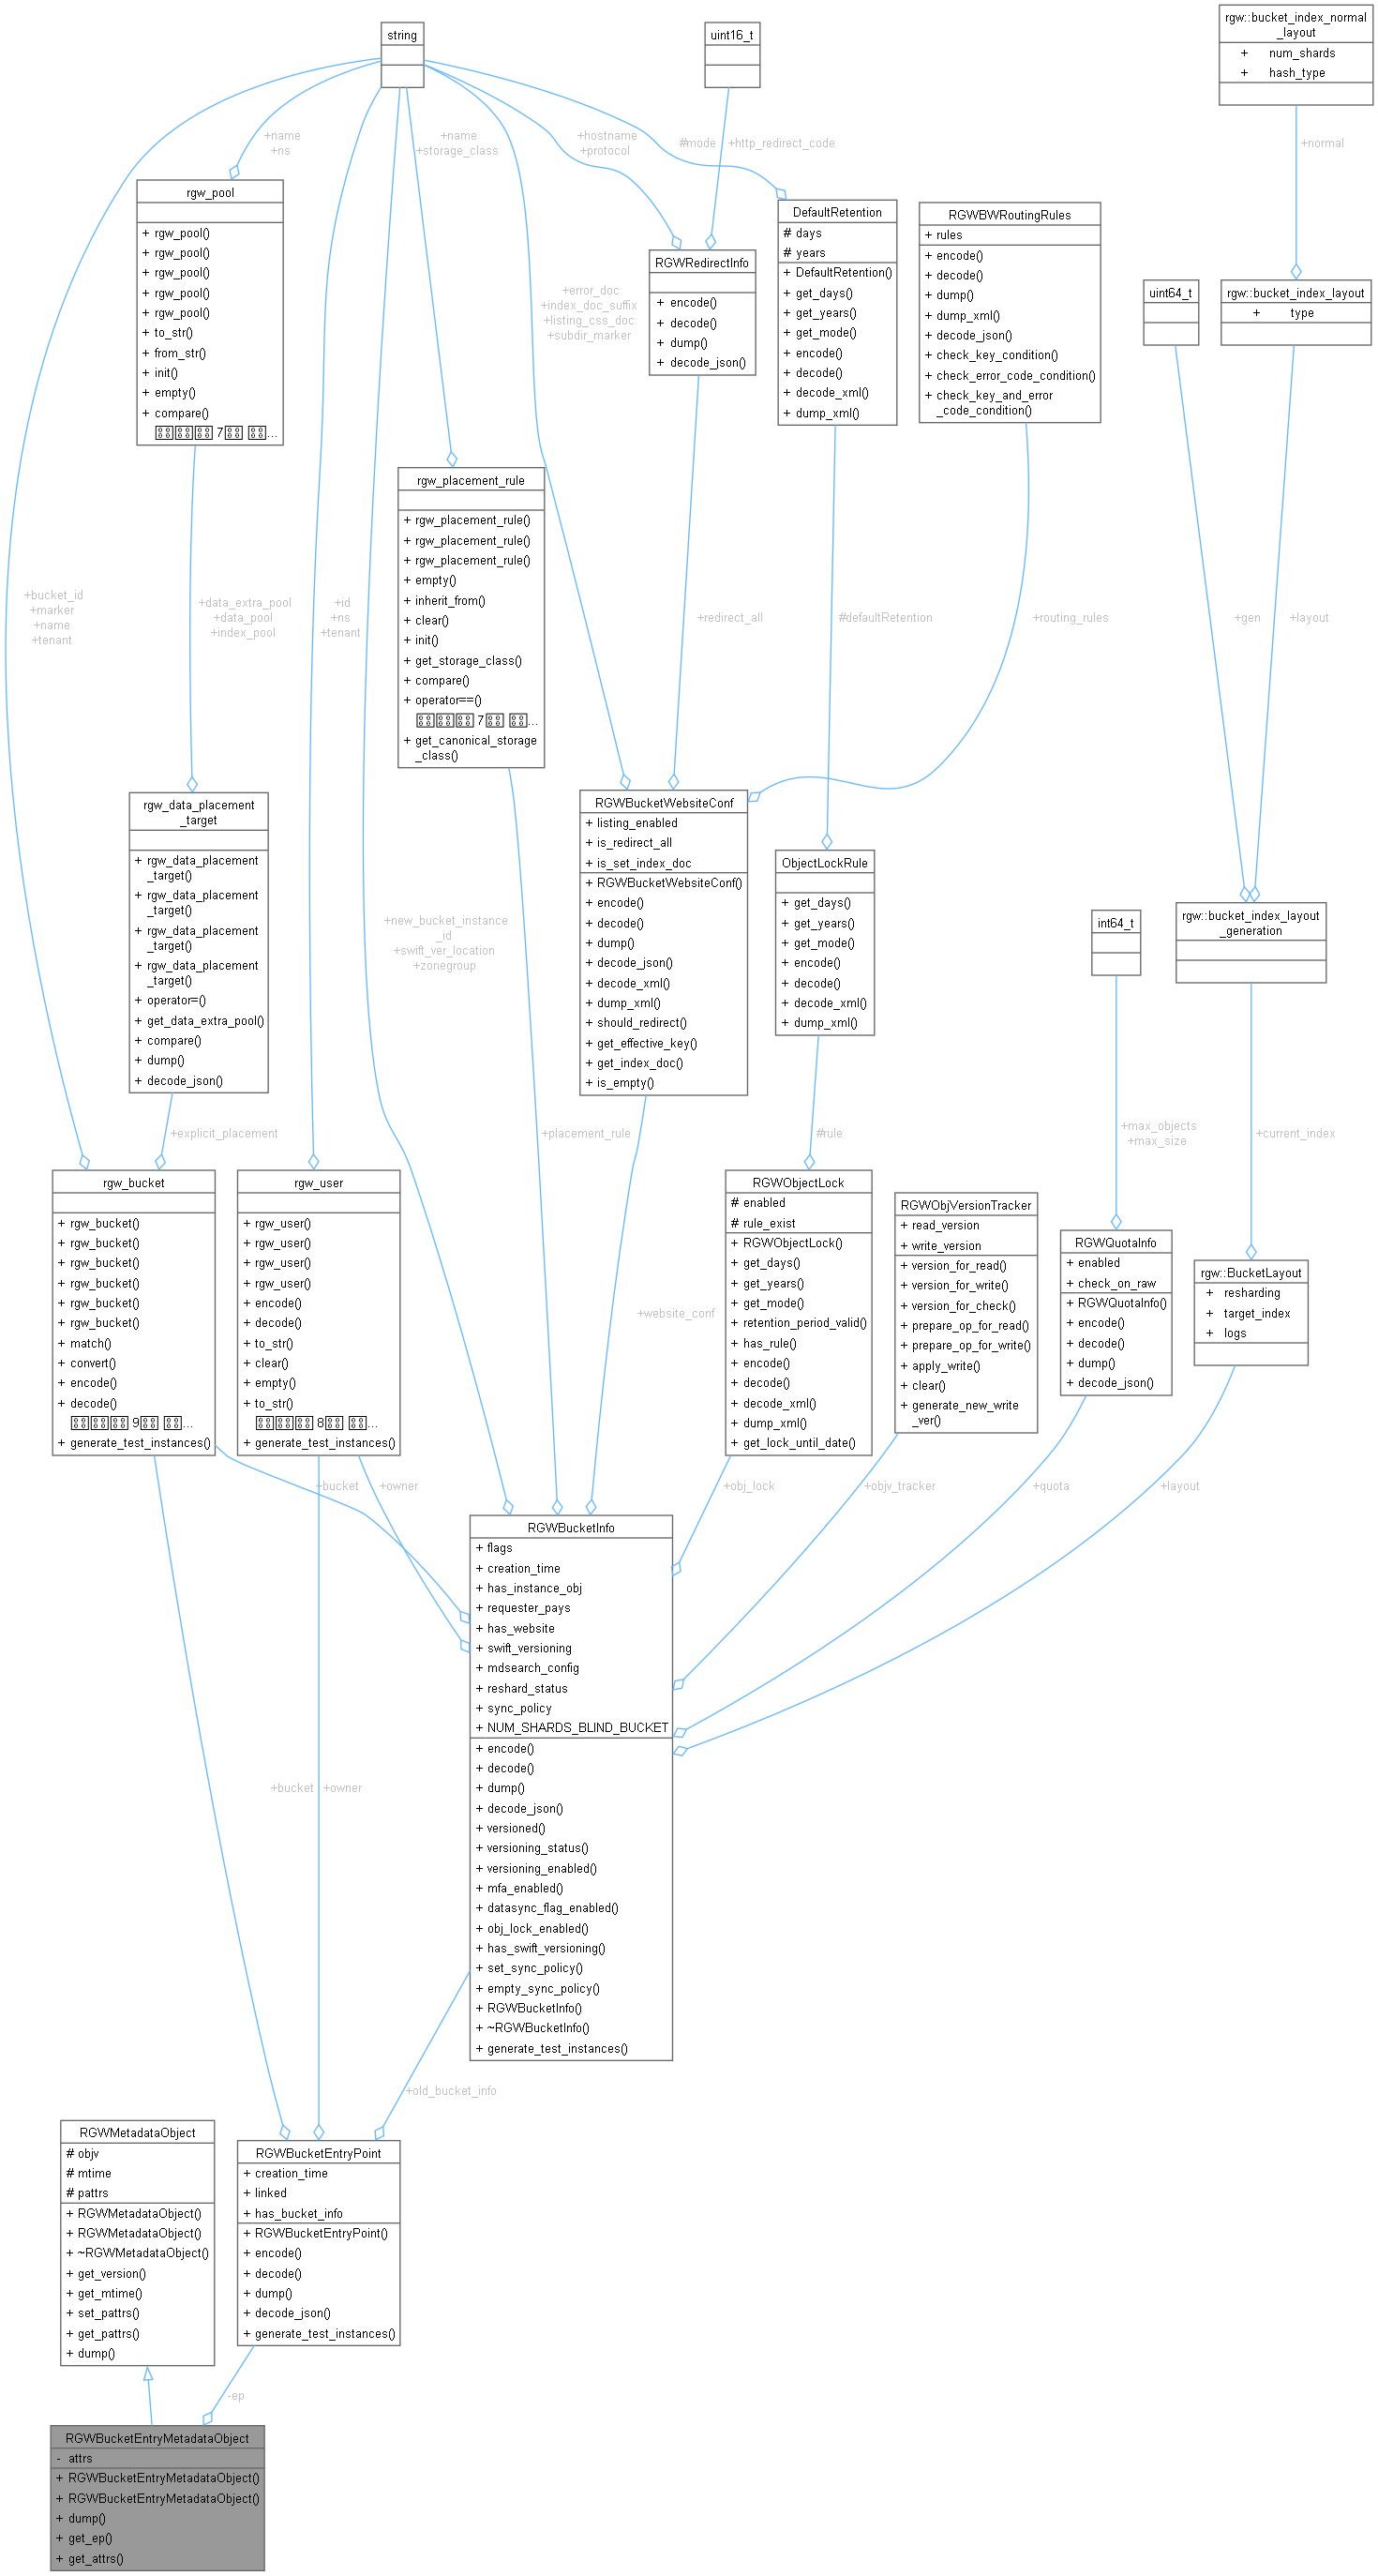 string
uint16_t
rgw::bucket_index_normal
_layout
+ num_shards
+ hash_type
+name
+ns
+name
+storage_class
+hostname
+protocol
#mode
+http_redirect_code
+normal
rgw_pool
+ rgw_pool()
+ rgw_pool()
+ rgw_pool()
+ rgw_pool()
+ rgw_pool()
+ to_str()
+ from_str()
+ init()
+ empty()
+ compare()
7
...
RGWRedirectInfo
+ encode()
+ decode()
+ dump()
+ decode_json()
DefaultRetention
# days
# years
+ DefaultRetention()
+ get_days()
+ get_years()
+ get_mode()
+ encode()
+ decode()
+ decode_xml()
+ dump_xml()
RGWBWRoutingRules
+ rules
+ encode()
+ decode()
+ dump()
+ dump_xml()
+ decode_json()
+ check_key_condition()
+ check_error_code_condition()
+ check_key_and_error
_code_condition()
uint64_t
rgw::bucket_index_layout
+ type
+error_doc
+index_doc_suffix
+listing_css_doc
+subdir_marker
rgw_placement_rule
+ rgw_placement_rule()
+ rgw_placement_rule()
+ rgw_placement_rule()
+ empty()
+ inherit_from()
+ clear()
+ init()
+ get_storage_class()
+ compare()
+ operator==()
7
...
+ get_canonical_storage
_class()
+bucket_id
+marker
+name
+tenant
+data_extra_pool
+data_pool
+index_pool
+id
+ns
+tenant
+redirect_all
#defaultRetention
+routing_rules
+gen
+layout
rgw_data_placement
_target
+ rgw_data_placement
_target()
+ rgw_data_placement
_target()
+ rgw_data_placement
_target()
+ rgw_data_placement
_target()
+ operator=()
+ get_data_extra_pool()
+ compare()
+ dump()
+ decode_json()
+new_bucket_instance
_id
+swift_ver_location
+zonegroup
RGWBucketWebsiteConf
+ listing_enabled
+ is_redirect_all
+ is_set_index_doc
+ RGWBucketWebsiteConf()
+ encode()
+ decode()
+ dump()
+ decode_json()
+ decode_xml()
+ dump_xml()
+ should_redirect()
+ get_effective_key()
+ get_index_doc()
+ is_empty()
ObjectLockRule
+ get_days()
+ get_years()
+ get_mode()
+ encode()
+ decode()
+ decode_xml()
+ dump_xml()
int64_t
rgw::bucket_index_layout
_generation
+explicit_placement
+placement_rule
#rule
+max_objects
+max_size
+current_index
rgw_bucket
+ rgw_bucket()
+ rgw_bucket()
+ rgw_bucket()
+ rgw_bucket()
+ rgw_bucket()
+ rgw_bucket()
+ match()
+ convert()
+ encode()
+ decode()
9
...
+ generate_test_instances()
rgw_user
+ rgw_user()
+ rgw_user()
+ rgw_user()
+ rgw_user()
+ encode()
+ decode()
+ to_str()
+ clear()
+ empty()
+ to_str()
8
...
+ generate_test_instances()
+website_conf
RGWObjectLock
# enabled
# rule_exist
+ RGWObjectLock()
+ get_days()
+ get_years()
+ get_mode()
+ retention_period_valid()
+ has_rule()
+ encode()
+ decode()
+ decode_xml()
+ dump_xml()
+ get_lock_until_date()
RGWObjVersionTracker
+ read_version
+ write_version
+ version_for_read()
+ version_for_write()
+ version_for_check()
+ prepare_op_for_read()
+ prepare_op_for_write()
+ apply_write()
+ clear()
+ generate_new_write
_ver()
RGWQuotaInfo
+ enabled
+ check_on_raw
+ RGWQuotaInfo()
+ encode()
+ decode()
+ dump()
+ decode_json()
rgw::BucketLayout
+ resharding
+ target_index
+ logs
+bucket
+owner
+obj_lock
+objv_tracker
+quota
+layout
RGWBucketInfo
+ flags
+ creation_time
+ has_instance_obj
+ requester_pays
+ has_website
+ swift_versioning
+ mdsearch_config
+ reshard_status
+ sync_policy
+ NUM_SHARDS_BLIND_BUCKET
+ encode()
+ decode()
+ dump()
+ decode_json()
+ versioned()
+ versioning_status()
+ versioning_enabled()
+ mfa_enabled()
+ datasync_flag_enabled()
+ obj_lock_enabled()
+ has_swift_versioning()
+ set_sync_policy()
+ empty_sync_policy()
+ RGWBucketInfo()
+ ~RGWBucketInfo()
+ generate_test_instances()
+bucket
+owner
+old_bucket_info
RGWMetadataObject
# objv
# mtime
# pattrs
+ RGWMetadataObject()
+ RGWMetadataObject()
+ ~RGWMetadataObject()
+ get_version()
+ get_mtime()
+ set_pattrs()
+ get_pattrs()
+ dump()
RGWBucketEntryPoint
+ creation_time
+ linked
+ has_bucket_info
+ RGWBucketEntryPoint()
+ encode()
+ decode()
+ dump()
+ decode_json()
+ generate_test_instances()
-ep
RGWBucketEntryMetadataObject
- attrs
+ RGWBucketEntryMetadataObject()
+ RGWBucketEntryMetadataObject()
+ dump()
+ get_ep()
+ get_attrs()